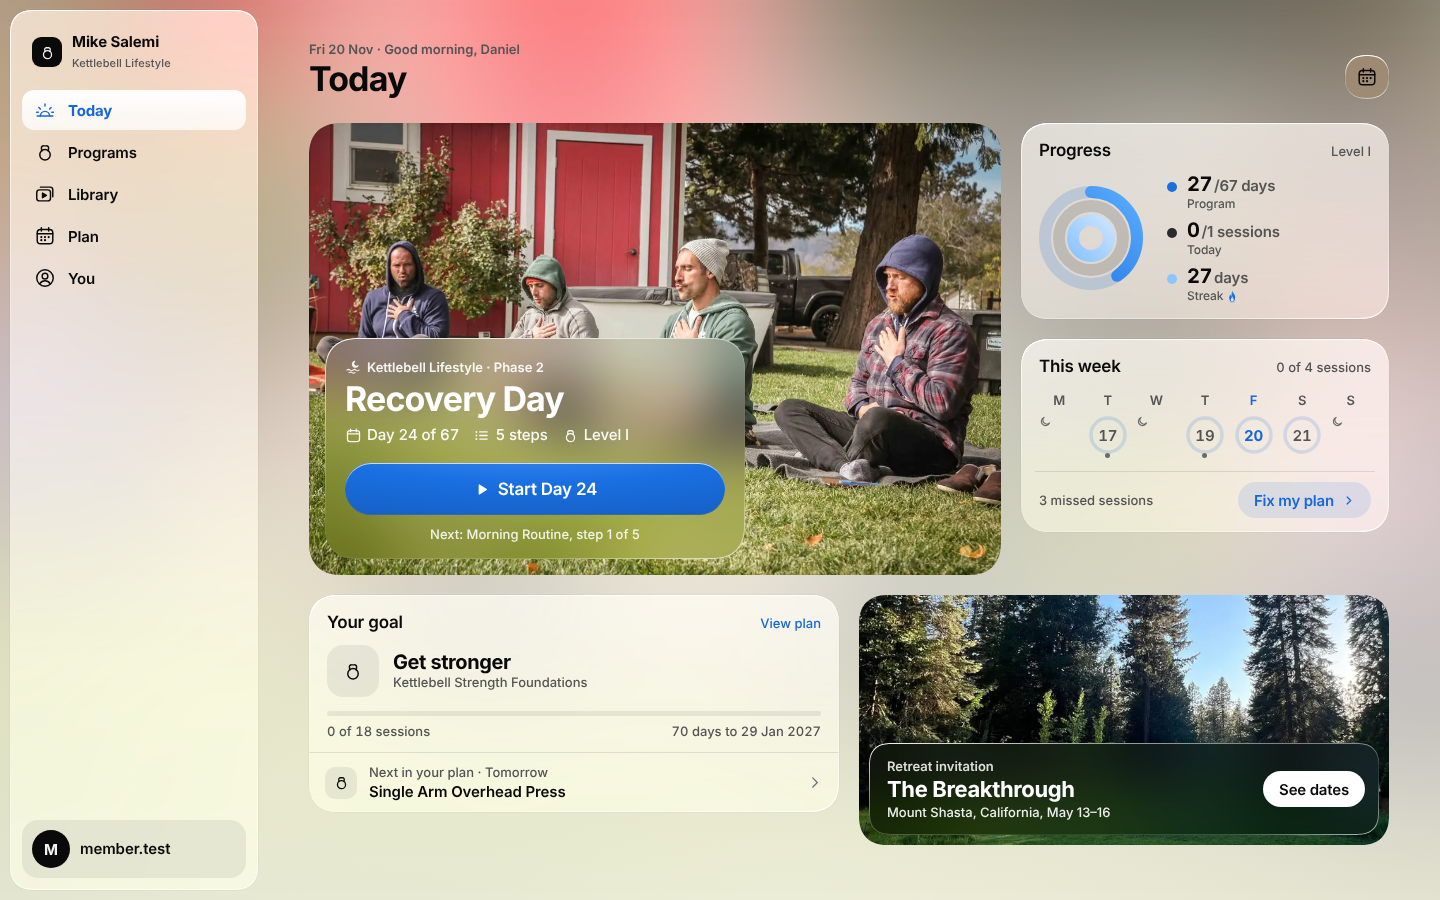 Mike Salemi
Kettlebell Lifestyle
Today
Programs
Library
Plan
You
M
member.test
Fri 20 Nov · Good morning, Daniel
Today
Kettlebell Lifestyle · Phase 2
Recovery Day
Day 24 of 67
5 steps
Level I
Start Day 24
Next: Morning Routine, step 1 of 5
Progress
Level I
27/67 days
Program
0/1 sessions
Today
27 days
Streak
This week
0 of 4 sessions
M T W T F S S
17 19 20 21
3 missed sessions
Fix my plan
Your goal
View plan
Get stronger
Kettlebell Strength Foundations
0 of 18 sessions
70 days to 29 Jan 2027
Next in your plan · Tomorrow
Single Arm Overhead Press
Retreat invitation
The Breakthrough
Mount Shasta, California, May 13–16
See dates